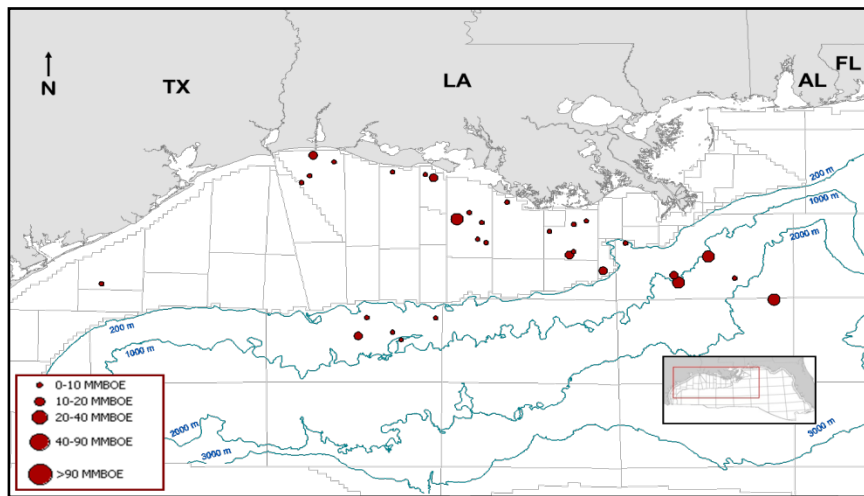 FL
AL
N
TX
LA
200 m
1000 m
2000 m
200 m
1000 m
2000 m
3000 m
3000 m
0-10 MMBOE
10-20 MMBOE
20-40 MMBOE
40-90 MMBOE
>90 MMBOE